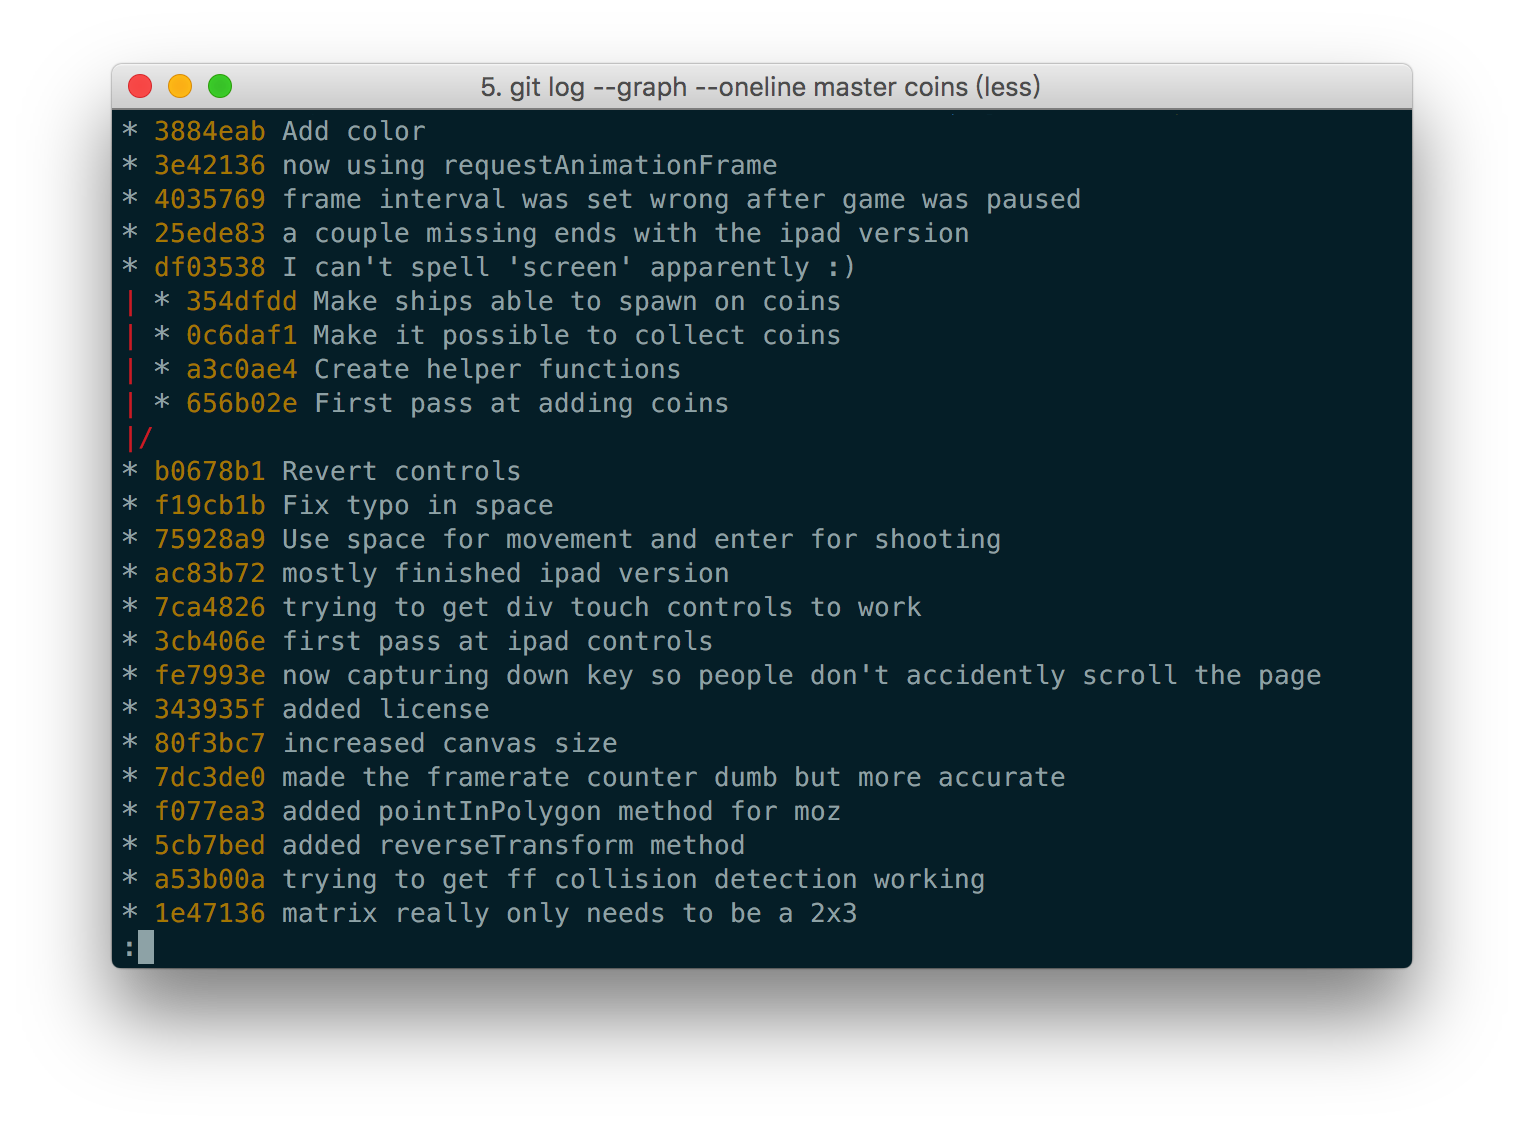 5. git log --graph --oneline master coins (less)
* 3884eab Add color
* 3e42136 now using requestAnimationFrame
* 4035769 frame interval was set wrong after game was paused
* 25ede83 a couple missing ends with the ipad version
* df03538 I can't spell 'screen' apparently :)
| * 354dfdd Make ships able to spawn on coins
| * 0c6daf1 Make it possible to collect coins
| * a3c0ae4 Create helper functions
| * 656b02e First pass at adding coins
|/
* b0678b1 Revert controls
* f19cb1b Fix typo in space
* 75928a9 Use space for movement and enter for shooting
* ac83b72 mostly finished ipad version
* 7ca4826 trying to get div touch controls to work
* 3cb406e first pass at ipad controls
* fe7993e now capturing down key so people don't accidently scroll the page
* 343935f added license
* 80f3bc7 increased canvas size
* 7dc3de0 made the framerate counter dumb but more accurate
* f077ea3 added pointInPolygon method for moz
* 5cb7bed added reverseTransform method
* a53b00a trying to get ff collision detection working
* 1e47136 matrix really only needs to be a 2x3
: